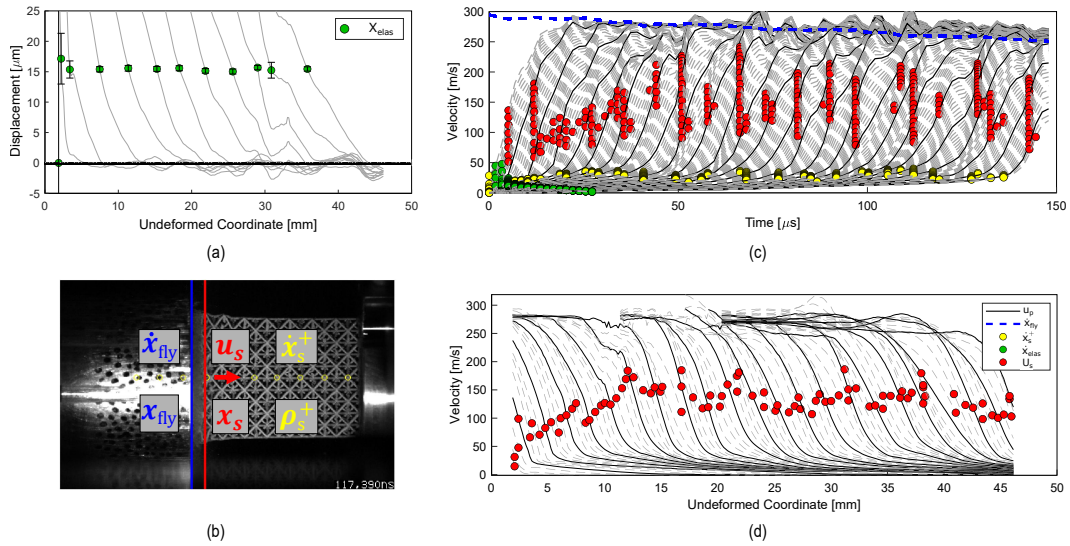 25
20
15
10
5
0
-5
Displacement [μm]
0 10 20 30 40 50
Undeformed Coordinate [mm]
X_elas
(a)
300
250
200
150
100
50
0
Velocity [m/s]
0 50 100 150
Time [μs]
(c)
ẋ_fly u_s ẋ_s^+
x_fly x_s ρ_s^+
117,390ns
(b)
300
250
200
150
100
50
0
Velocity [m/s]
0 5 10 15 20 25 30 35 40 45 50
Undeformed Coordinate [mm]
u_p
ẋ_fly
ẋ_s^+
ẋ_elas
U_s
(d)